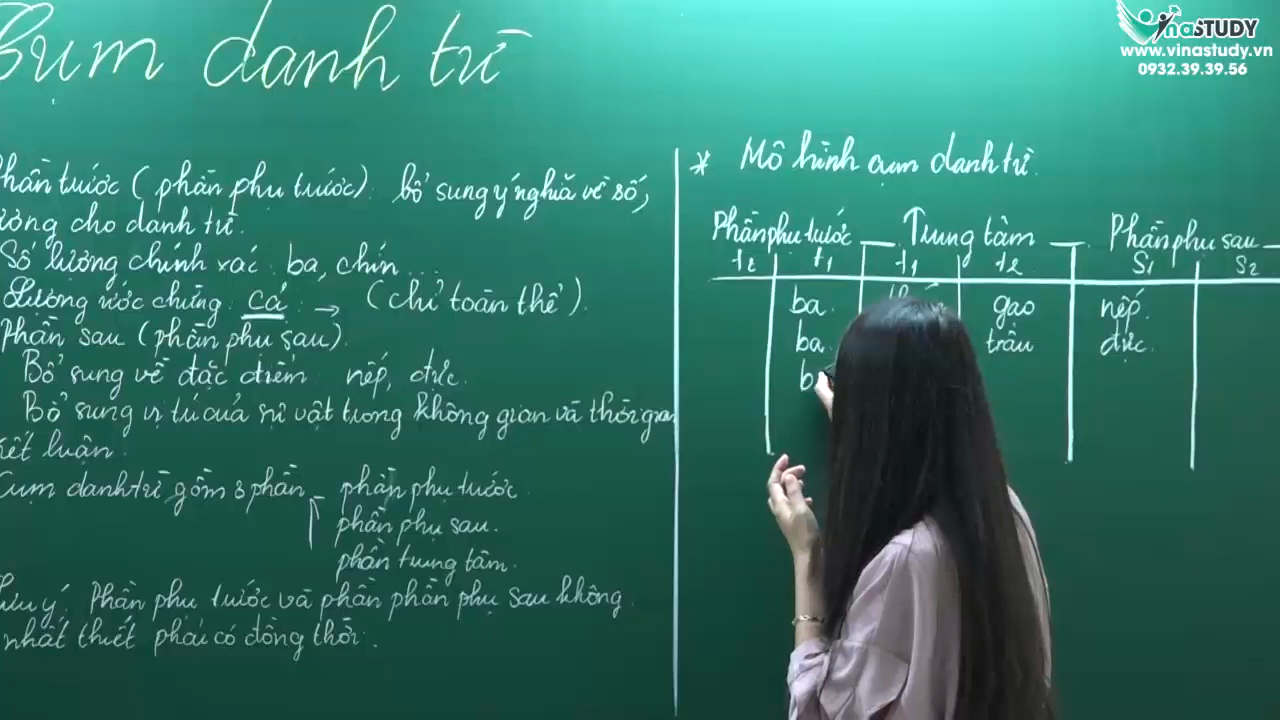 Cụm danh từ
Phần trước (phần phụ trước): bổ sung ý nghĩa về số,
lượng cho danh từ.
Số lượng chính xác: ba, chín...
Lượng ước chừng: cả: → (chỉ toàn thể).
Phần sau (phần phụ sau).
Bổ sung về đặc điểm: nếp, đực.
Bổ sung vị trí của sự vật trong không gian và thời gian
Kết luận:
Cụm danh từ gồm 3 phần
phần phụ trước.
phần phụ sau.
phần trung tâm.
Lưu ý: Phần phụ trước và phần phần phụ sau không
nhất thiết phải có đồng thời.
* Mô hình cụm danh từ.
Phần phụ trước Trung tâm Phần phụ sau
t2 t1 T1 T2 S1 S2
ba gạo nếp.
ba trâu đực.
VinaSTUDY
www.vinastudy.vn
0932.39.39.56